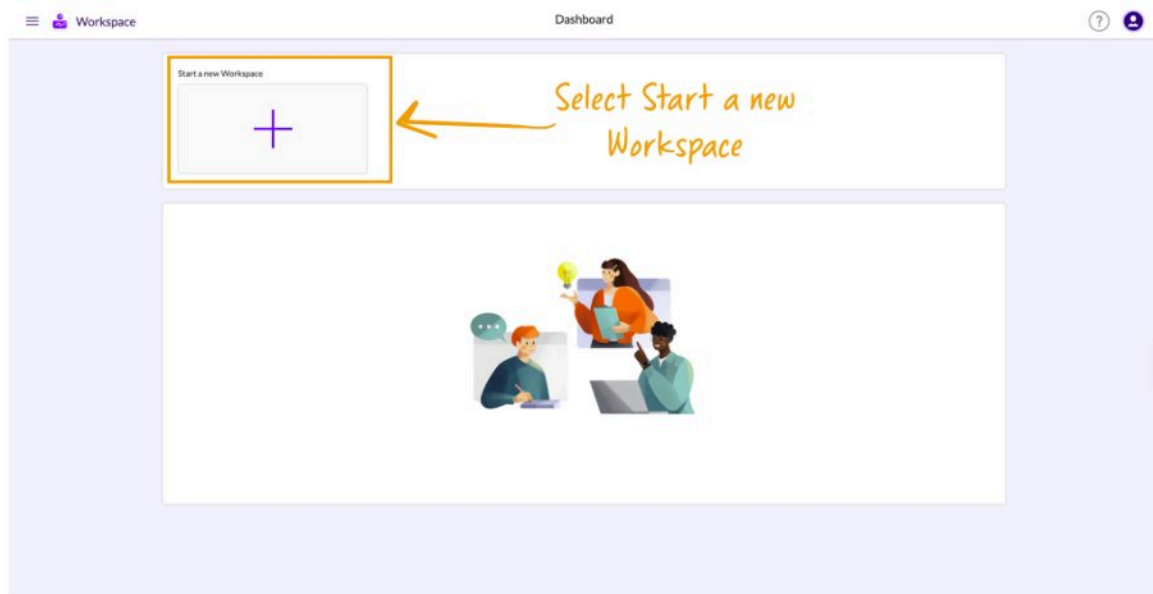 Workspace
Dashboard
?
Start a new Workspace
Select Start a new
Workspace